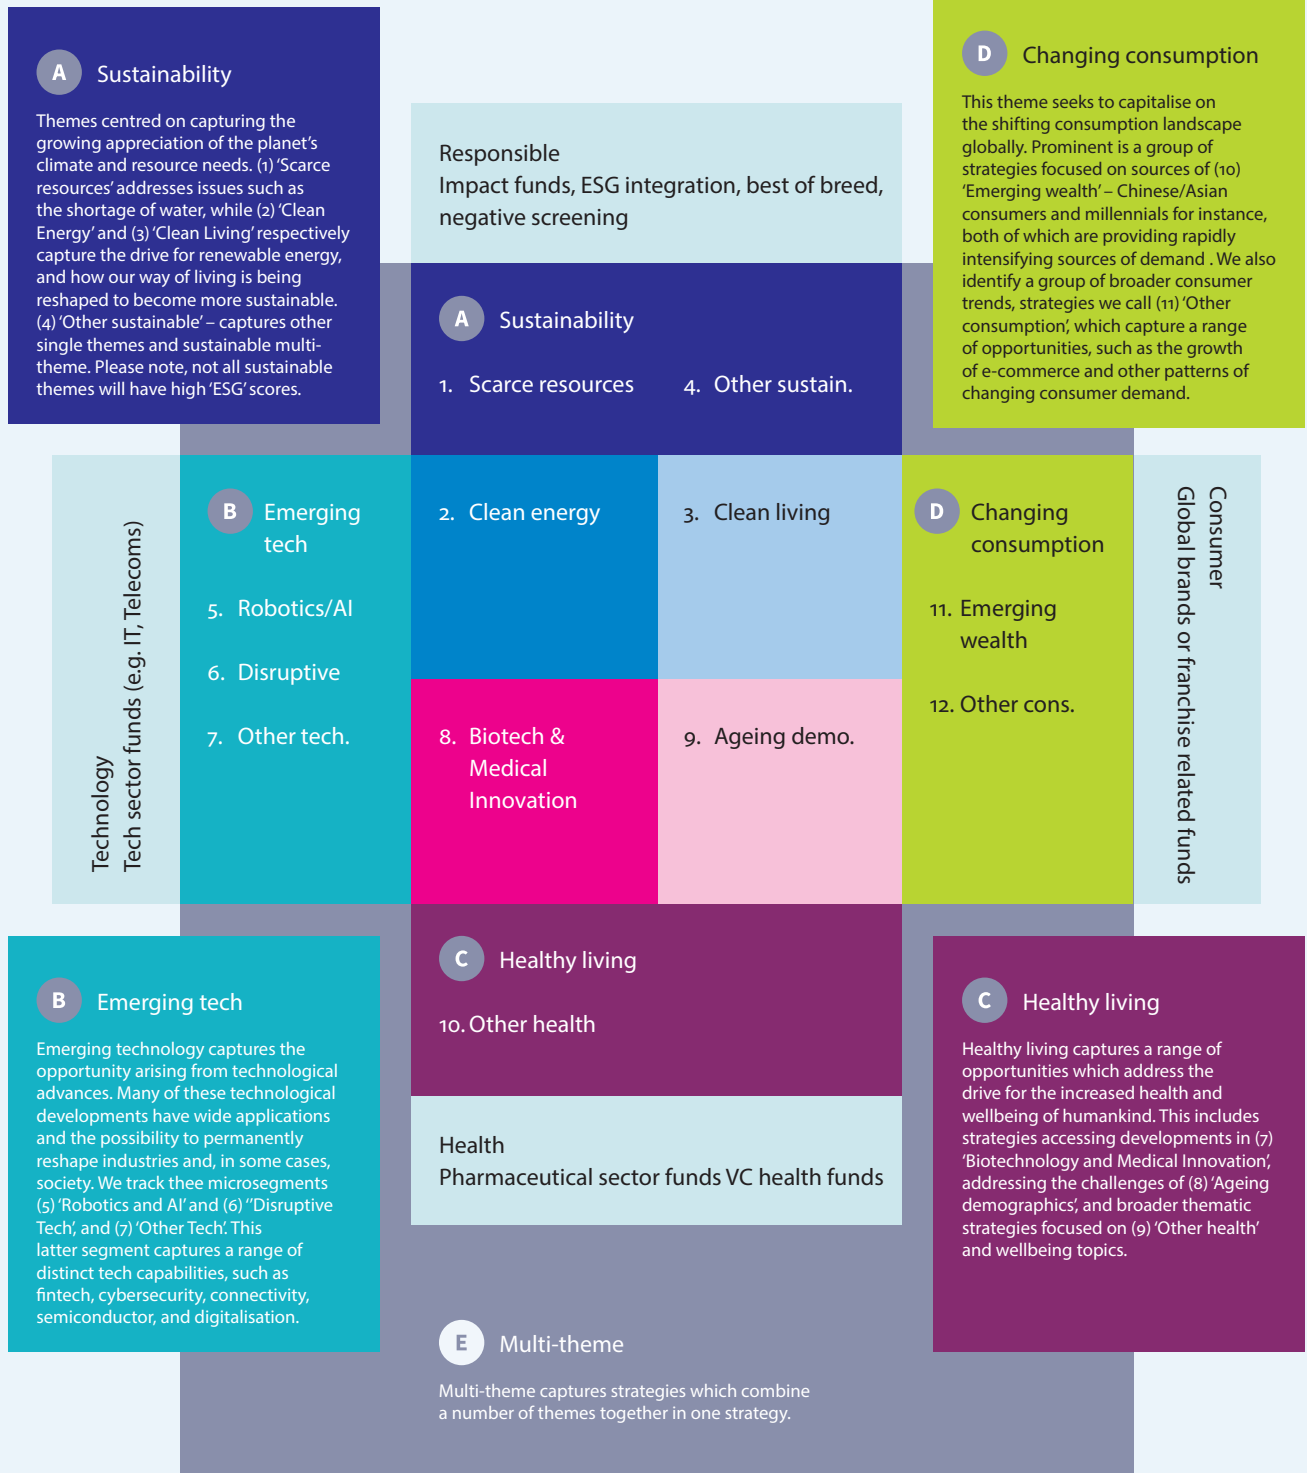 A Sustainability
Themes centred on capturing the
growing appreciation of the planet's
climate and resource needs. (1) 'Scarce
resources' addresses issues such as
the shortage of water, while (2) 'Clean
Energy' and (3) 'Clean Living' respectively
capture the drive for renewable energy,
and how our way of living is being
reshaped to become more sustainable.
(4) 'Other sustainable' – captures other
single themes and sustainable multi-
theme. Please note, not all sustainable
themes will have high 'ESG' scores.
Responsible
Impact funds, ESG integration, best of breed,
negative screening
D Changing consumption
This theme seeks to capitalise on
the shifting consumption landscape
globally. Prominent is a group of
strategies focused on sources of (10)
'Emerging wealth' – Chinese/Asian
consumers and millennials for instance,
both of which are providing rapidly
intensifying sources of demand . We also
identify a group of broader consumer
trends, strategies we call (11) 'Other
consumption', which capture a range
of opportunities, such as the growth
of e-commerce and other patterns of
changing consumer demand.
A Sustainability
1. Scarce resources
4. Other sustain.
Technology
Tech sector funds (e.g. IT, Telecoms)
B Emerging
tech
5. Robotics/AI
6. Disruptive
7. Other tech.
2. Clean energy
3. Clean living
8. Biotech &
Medical
Innovation
9. Ageing demo.
D Changing
consumption
11. Emerging
wealth
12. Other cons.
Consumer
Global brands or franchise related funds
C Healthy living
10. Other health
Health
Pharmaceutical sector funds VC health funds
B Emerging tech
Emerging technology captures the
opportunity arising from technological
advances. Many of these technological
developments have wide applications
and the possibility to permanently
reshape industries and, in some cases,
society. We track thee microsegments
(5) 'Robotics and AI' and (6) ''Disruptive
Tech', and (7) 'Other Tech'. This
latter segment captures a range of
distinct tech capabilities, such as
fintech, cybersecurity, connectivity,
semiconductor, and digitalisation.
C Healthy living
Healthy living captures a range of
opportunities which address the
drive for the increased health and
wellbeing of humankind. This includes
strategies accessing developments in (7)
'Biotechnology and Medical Innovation',
addressing the challenges of (8) 'Ageing
demographics', and broader thematic
strategies focused on (9) 'Other health'
and wellbeing topics.
E Multi-theme
Multi-theme captures strategies which combine
a number of themes together in one strategy.